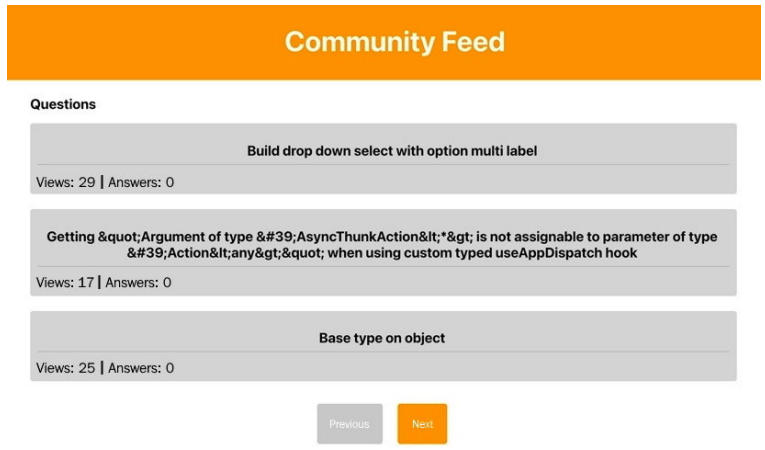 Community Feed
Questions
Build drop down select with option multi label
Views: 29 | Answers: 0
Getting &quot;Argument of type &#39;AsyncThunkAction&lt;*&gt; is not assignable to parameter of type
&#39;Action&lt;any&gt;&quot; when using custom typed useAppDispatch hook
Views: 17 | Answers: 0
Base type on object
Views: 25 | Answers: 0
Previous Next